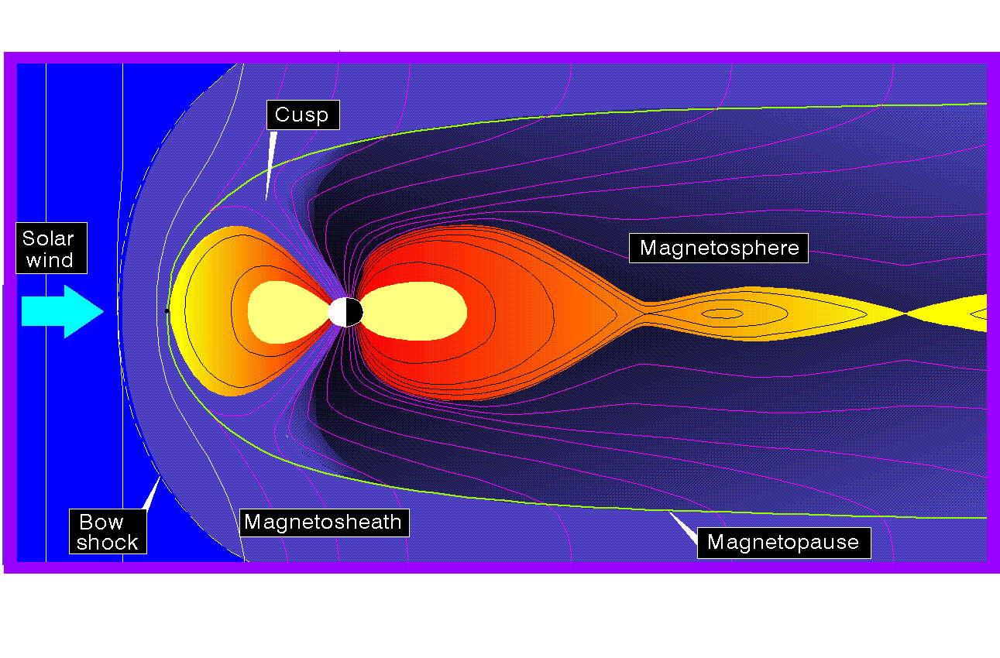 Cusp
Solar
wind
Magnetosphere
Bow
shock
Magnetosheath
Magnetopause